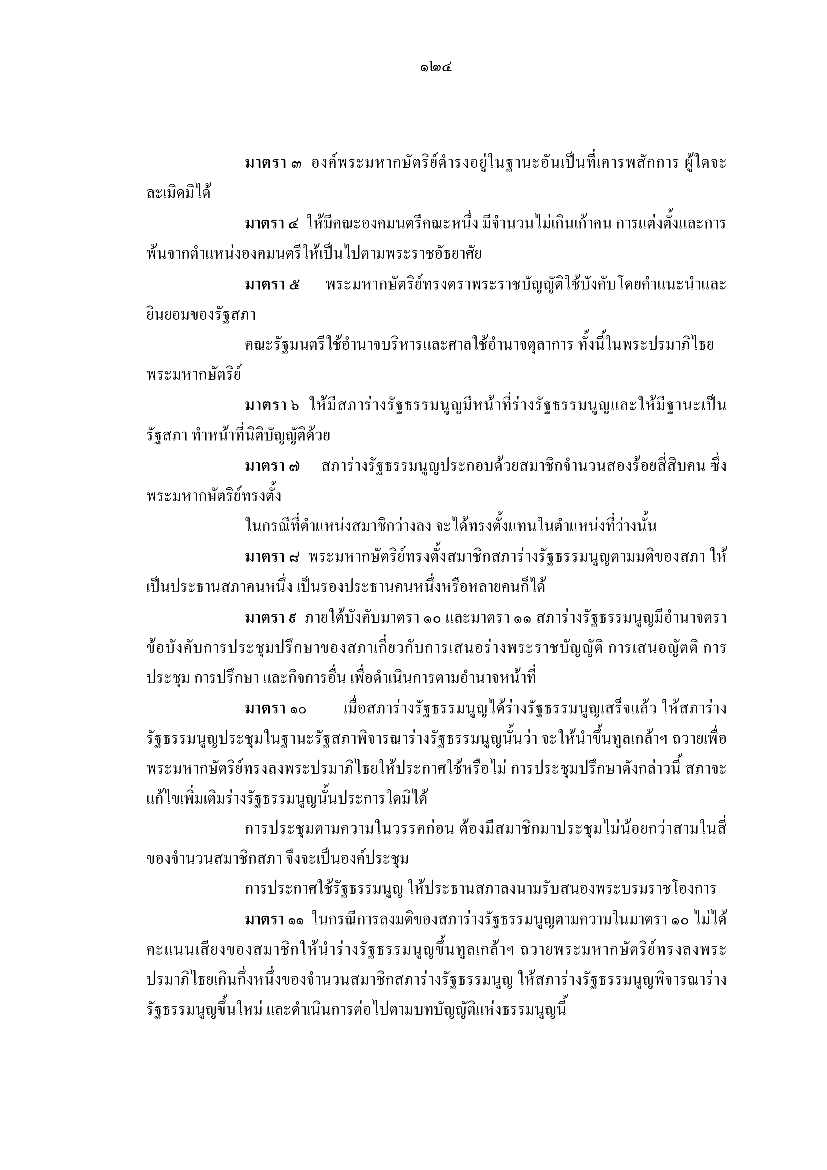 ๑๒๔
มาตรา ๓ องค์พระมหากษัตริย์ดำรงอยู่ในฐานะอันเป็นที่เคารพสักการ ผู้ใดจะ
ละเมิดมิได้
มาตรา ๔ ให้มีคณะองคมนตรีคณะหนึ่ง มีจำนวนไม่เกินเก้าคน การแต่งตั้งและการ
พ้นจากตำแหน่งองคมนตรีให้เป็นไปตามพระราชอัธยาศัย
มาตรา ๕ พระมหากษัตริย์ทรงตราพระราชบัญญัติใช้บังคับโดยคำแนะนำและ
ยินยอมของรัฐสภา
คณะรัฐมนตรีใช้อำนาจบริหารและศาลใช้อำนาจตุลาการ ทั้งนี้ในพระปรมาภิไธย
พระมหากษัตริย์
มาตรา ๖ ให้มีสภาร่างรัฐธรรมนูญมีหน้าที่ร่างรัฐธรรมนูญและให้มีฐานะเป็น
รัฐสภา ทำหน้าที่นิติบัญญัติด้วย
มาตรา ๗ สภาร่างรัฐธรรมนูญประกอบด้วยสมาชิกจำนวนสองร้อยสี่สิบคน ซึ่ง
พระมหากษัตริย์ทรงตั้ง
ในกรณีที่ตำแหน่งสมาชิกว่างลง จะได้ทรงตั้งแทนในตำแหน่งที่ว่างนั้น
มาตรา ๘ พระมหากษัตริย์ทรงตั้งสมาชิกสภาร่างรัฐธรรมนูญตามมติของสภา ให้
เป็นประธานสภาคนหนึ่ง เป็นรองประธานคนหนึ่งหรือหลายคนก็ได้
มาตรา ๙ ภายใต้บังคับมาตรา ๑๐ และมาตรา ๑๑ สภาร่างรัฐธรรมนูญมีอำนาจตรา
ข้อบังคับการประชุมปรึกษาของสภาเกี่ยวกับการเสนอร่างพระราชบัญญัติ การเสนอญัตติ การ
ประชุม การปรึกษา และกิจการอื่น เพื่อดำเนินการตามอำนาจหน้าที่
มาตรา ๑๐ เมื่อสภาร่างรัฐธรรมนูญได้ร่างรัฐธรรมนูญเสร็จแล้ว ให้สภาร่าง
รัฐธรรมนูญประชุมในฐานะรัฐสภาพิจารณาร่างรัฐธรรมนูญนั้นว่า จะให้นำขึ้นทูลเกล้าฯ ถวายเพื่อ
พระมหากษัตริย์ทรงลงพระปรมาภิไธยให้ประกาศใช้หรือไม่ การประชุมปรึกษาดังกล่าวนี้ สภาจะ
แก้ไขเพิ่มเติมร่างรัฐธรรมนูญนั้นประการใดมิได้
การประชุมตามความในวรรคก่อน ต้องมีสมาชิกมาประชุมไม่น้อยกว่าสามในสี่
ของจำนวนสมาชิกสภา จึงจะเป็นองค์ประชุม
การประกาศใช้รัฐธรรมนูญ ให้ประธานสภาลงนามรับสนองพระบรมราชโองการ
มาตรา ๑๑ ในกรณีการลงมติของสภาร่างรัฐธรรมนูญตามความในมาตรา ๑๐ ไม่ได้
คะแนนเสียงของสมาชิกให้นำร่างรัฐธรรมนูญขึ้นทูลเกล้าฯ ถวายพระมหากษัตริย์ทรงลงพระ
ปรมาภิไธยเกินกึ่งหนึ่งของจำนวนสมาชิกสภาร่างรัฐธรรมนูญ ให้สภาร่างรัฐธรรมนูญพิจารณาร่าง
รัฐธรรมนูญขึ้นใหม่ และดำเนินการต่อไปตามบทบัญญัติแห่งธรรมนูญนี้